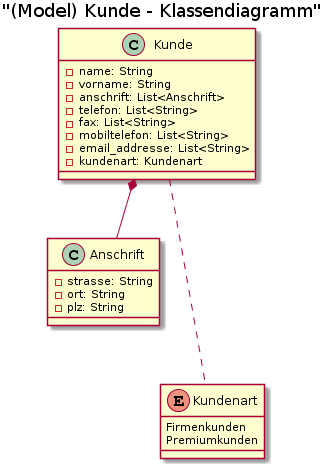 "(Model) Kunde - Klassendiagramm"
C Kunde
name: String
vorname: String
anschrift: List<Anschrift>
telefon: List<String>
fax: List<String>
mobiltelefon: List<String>
email_addresse: List<String>
kundenart: Kundenart
C Anschrift
strasse: String
ort: String
plz: String
E Kundenart
Firmenkunden
Premiumkunden